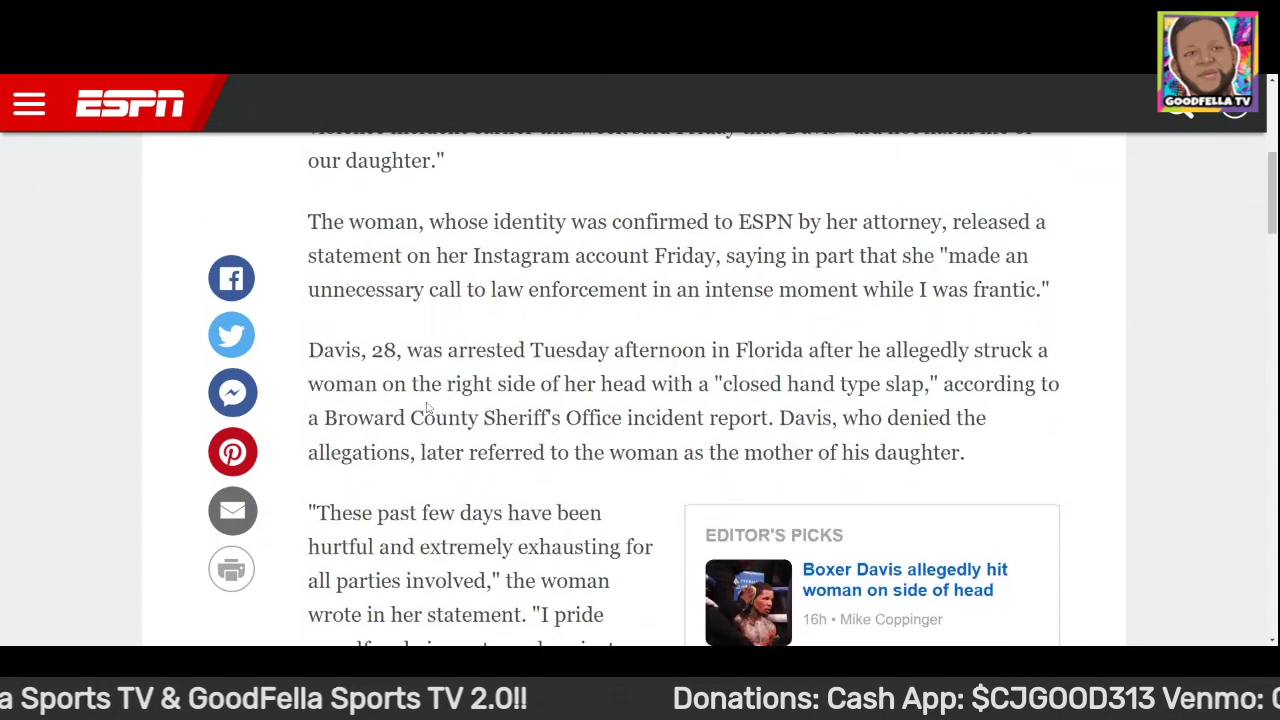 GOODFELLA TV
ESPN
our daughter."
The woman, whose identity was confirmed to ESPN by her attorney, released a
statement on her Instagram account Friday, saying in part that she "made an
unnecessary call to law enforcement in an intense moment while I was frantic."
Davis, 28, was arrested Tuesday afternoon in Florida after he allegedly struck a
woman on the right side of her head with a "closed hand type slap," according to
a Broward County Sheriff's Office incident report. Davis, who denied the
allegations, later referred to the woman as the mother of his daughter.
"These past few days have been
hurtful and extremely exhausting for
all parties involved," the woman
wrote in her statement. "I pride
EDITOR'S PICKS
Boxer Davis allegedly hit
woman on side of head
16h • Mike Coppinger
a Sports TV & GoodFella Sports TV 2.0!! Donations: Cash App: $CJGOOD313 Venmo: